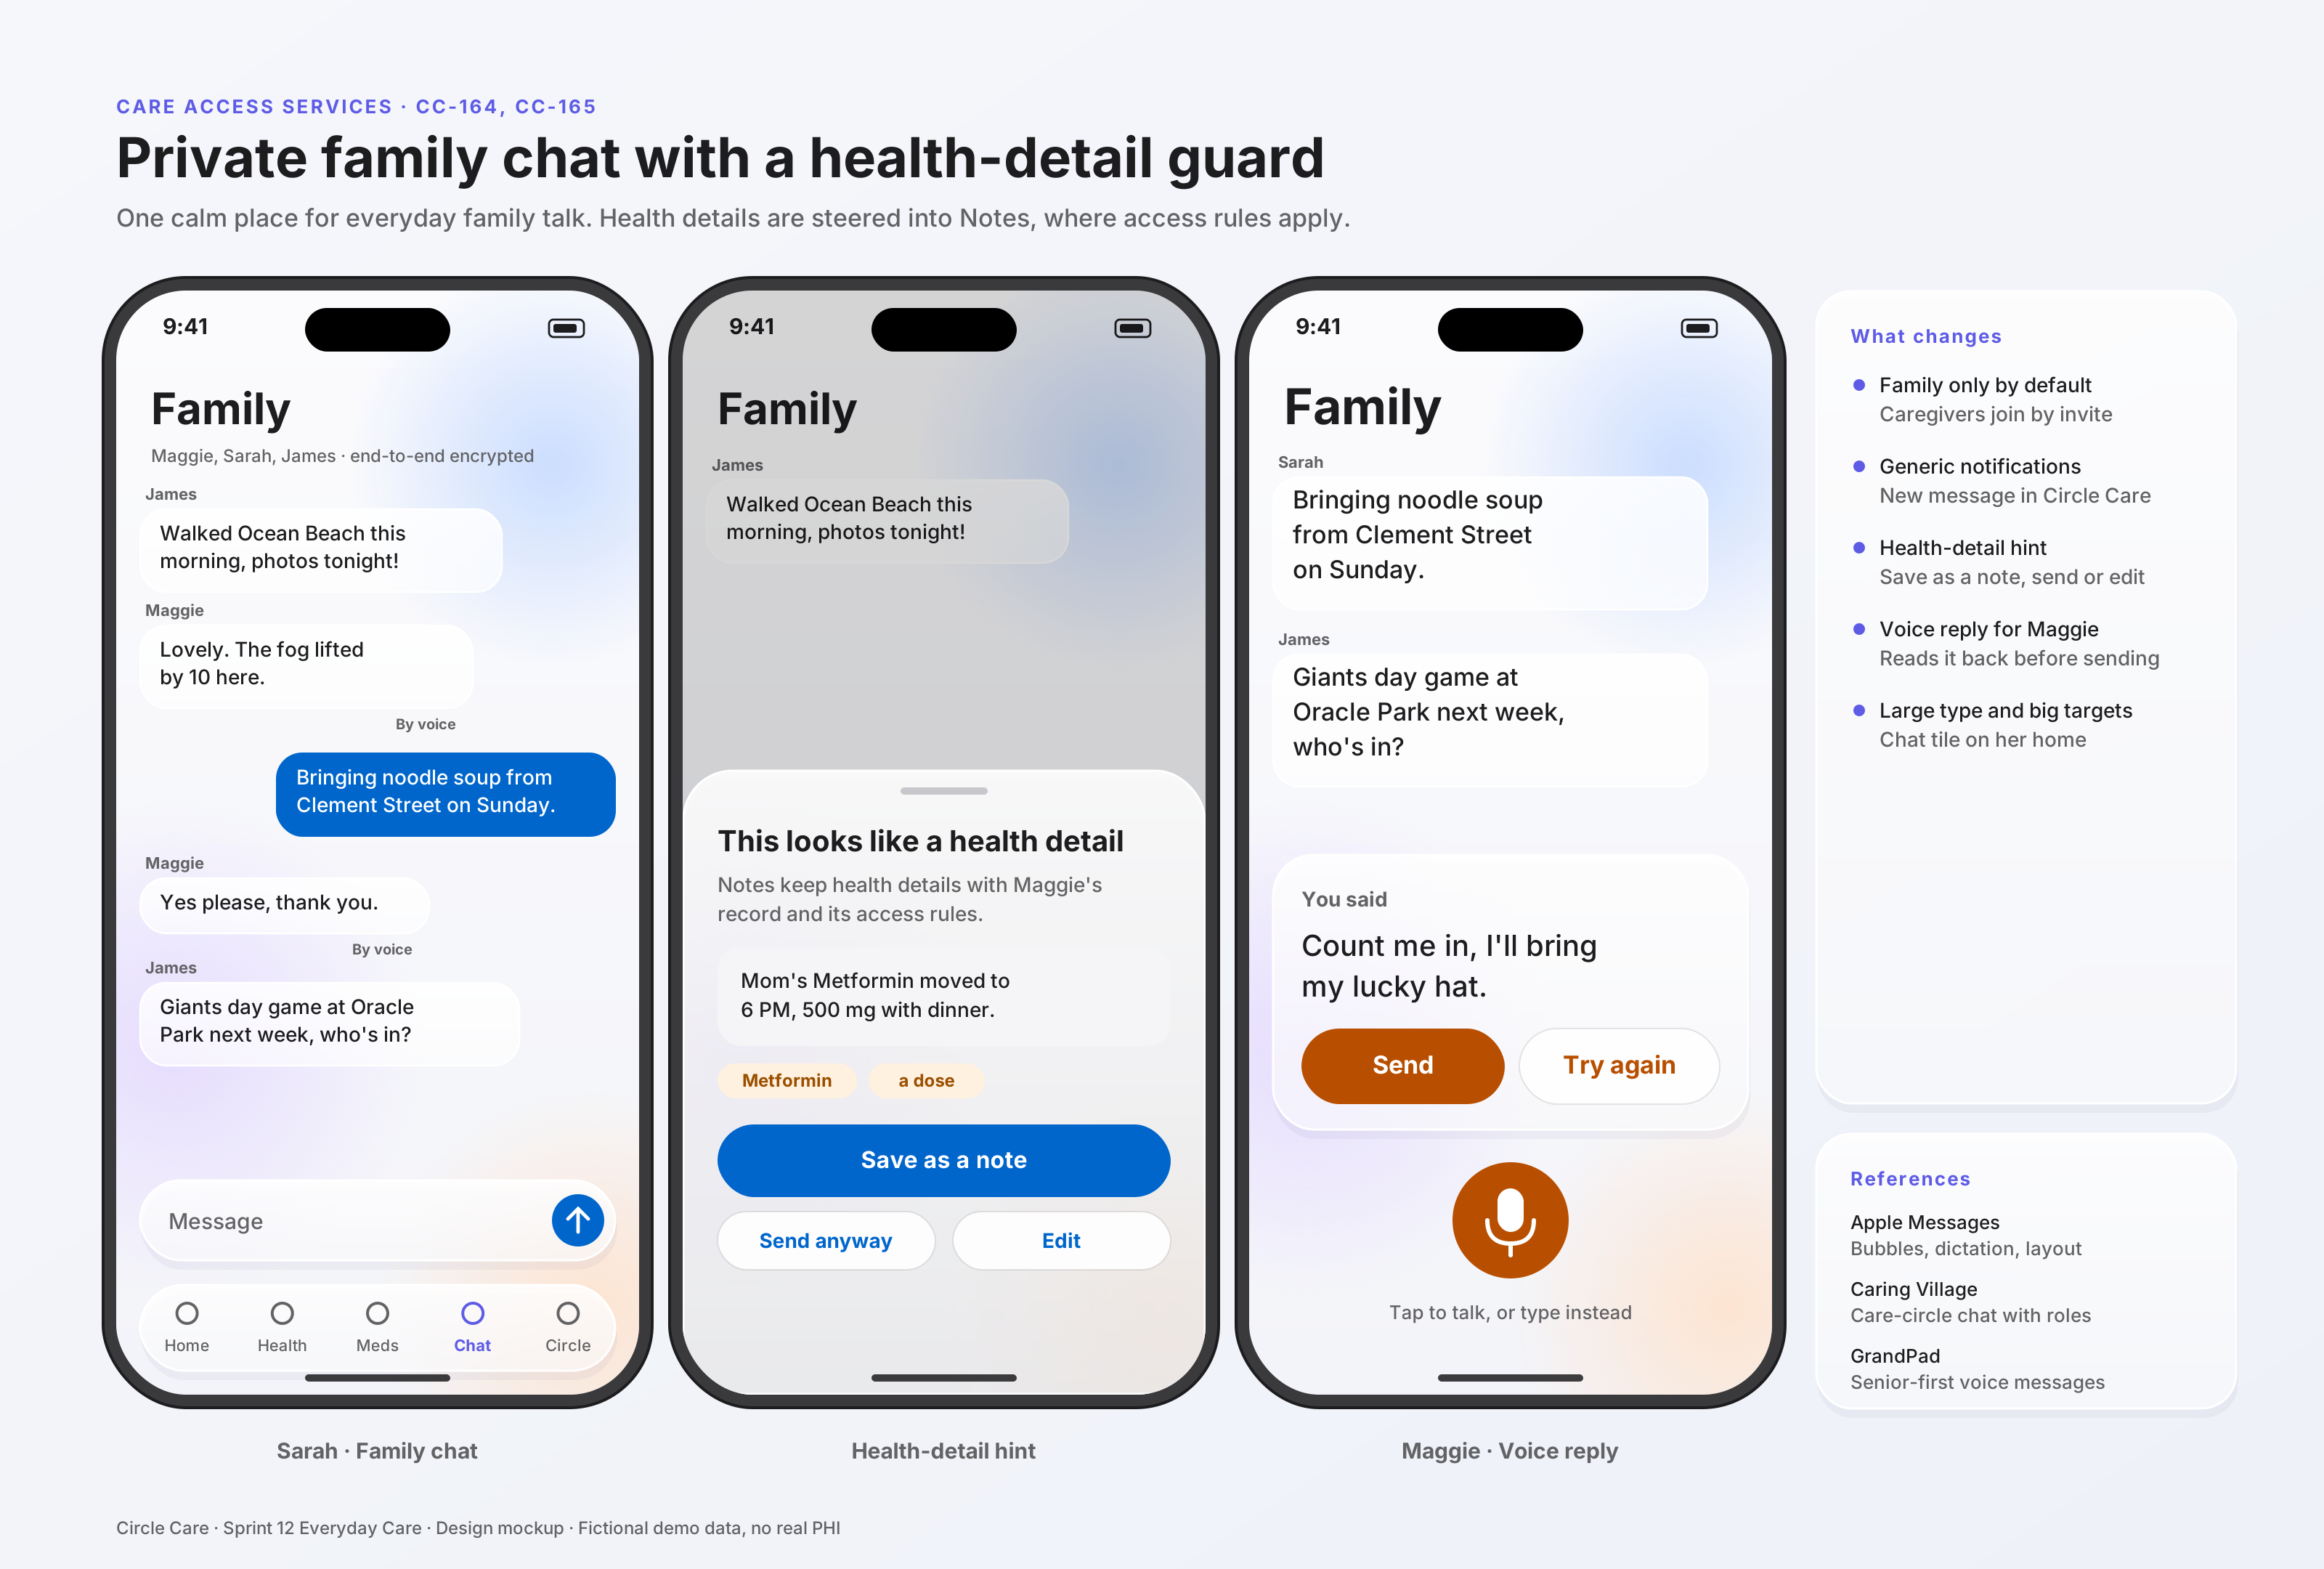 CARE ACCESS SERVICES · CC-164, CC-165
Private family chat with a health-detail guard
One calm place for everyday family talk. Health details are steered into Notes, where access rules apply.
9:41
Family
Maggie, Sarah, James · end-to-end encrypted
James
Walked Ocean Beach this
morning, photos tonight!
Maggie
Lovely. The fog lifted
by 10 here.
By voice
Bringing noodle soup from
Clement Street on Sunday.
Maggie
Yes please, thank you.
By voice
James
Giants day game at Oracle
Park next week, who's in?
Message
Home
Health
Meds
Chat
Circle
Sarah · Family chat
9:41
Family
James
Walked Ocean Beach this
morning, photos tonight!
This looks like a health detail
Notes keep health details with Maggie's
record and its access rules.
Mom's Metformin moved to
6 PM, 500 mg with dinner.
Metformin
a dose
Save as a note
Send anyway
Edit
Health-detail hint
9:41
Family
Sarah
Bringing noodle soup
from Clement Street
on Sunday.
James
Giants day game at
Oracle Park next week,
who's in?
You said
Count me in, I'll bring
my lucky hat.
Send
Try again
Tap to talk, or type instead
Maggie · Voice reply
What changes
Family only by default
Caregivers join by invite
Generic notifications
New message in Circle Care
Health-detail hint
Save as a note, send or edit
Voice reply for Maggie
Reads it back before sending
Large type and big targets
Chat tile on her home
References
Apple Messages
Bubbles, dictation, layout
Caring Village
Care-circle chat with roles
GrandPad
Senior-first voice messages
Circle Care · Sprint 12 Everyday Care · Design mockup · Fictional demo data, no real PHI